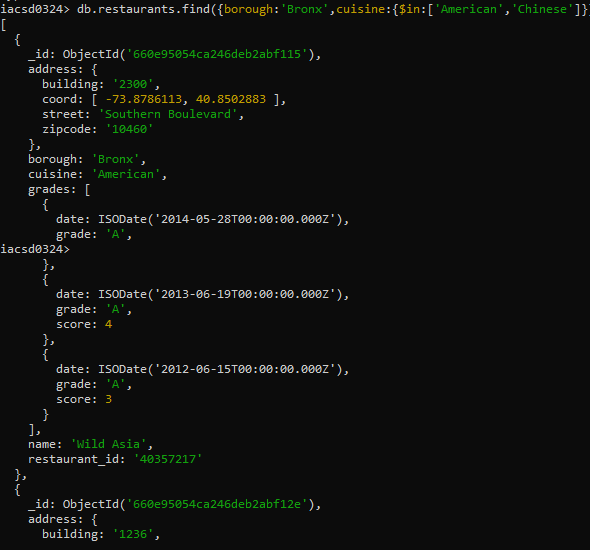 iacsd0324> db.restaurants.find({borough:'Bronx',cuisine:{$in:['American','Chinese']}}
[
  {
    _id: ObjectId('660e95054ca246deb2abf115'),
    address: {
      building: '2300',
      coord: [ -73.8786113, 40.8502883 ],
      street: 'Southern Boulevard',
      zipcode: '10460'
    },
    borough: 'Bronx',
    cuisine: 'American',
    grades: [
      {
        date: ISODate('2014-05-28T00:00:00.000Z'),
        grade: 'A',
iacsd0324>
      },
      {
        date: ISODate('2013-06-19T00:00:00.000Z'),
        grade: 'A',
        score: 4
      },
      {
        date: ISODate('2012-06-15T00:00:00.000Z'),
        grade: 'A',
        score: 3
      }
    ],
    name: 'Wild Asia',
    restaurant_id: '40357217'
  },
  {
    _id: ObjectId('660e95054ca246deb2abf12e'),
    address: {
      building: '1236',